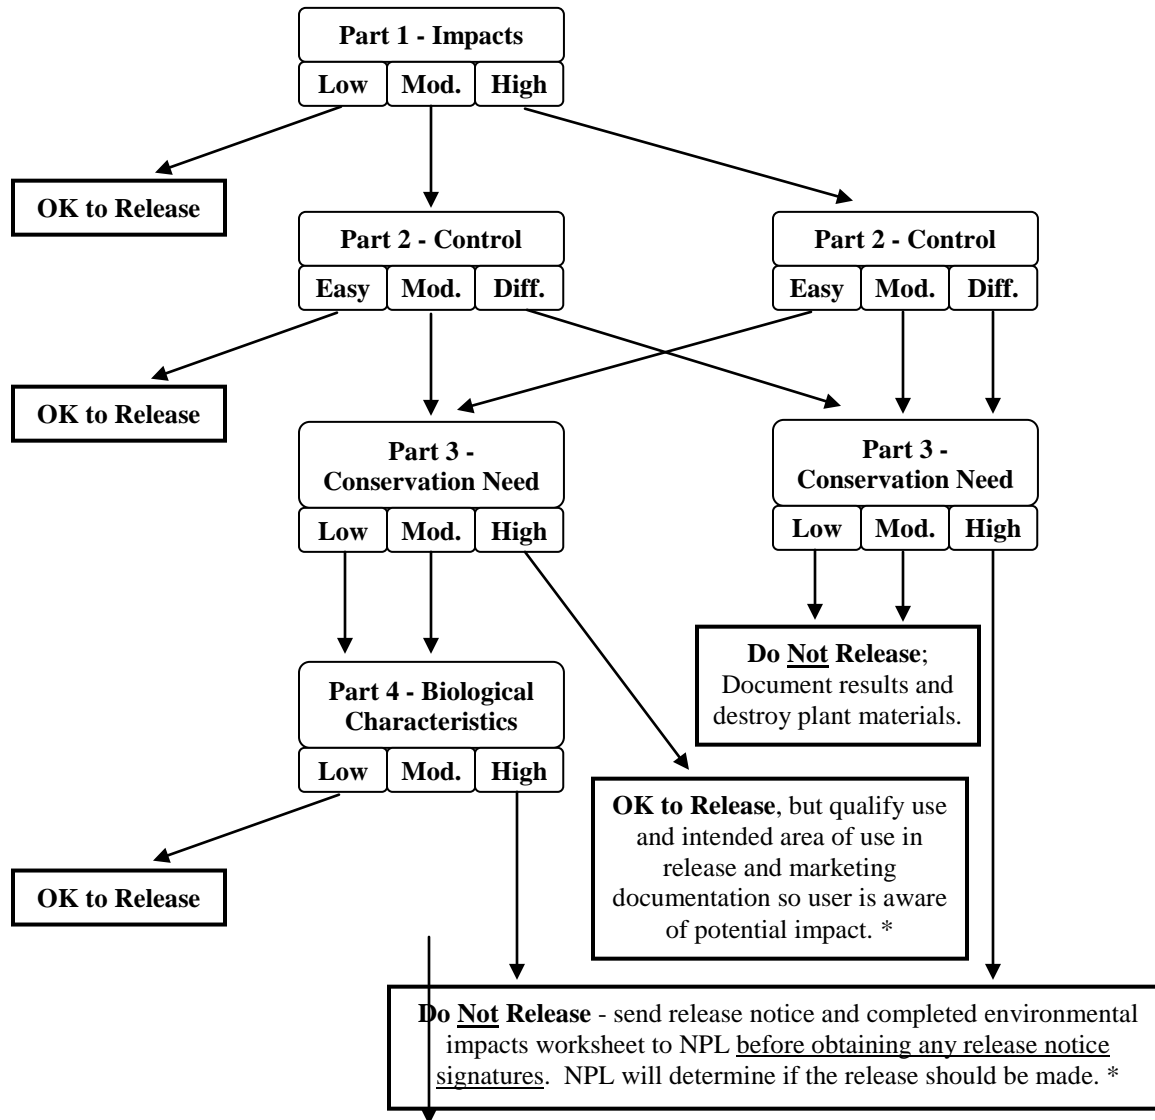 Part 1 - Impacts
Low Mod. High
OK to Release
Part 2 - Control
Easy Mod. Diff.
Part 2 - Control
Easy Mod. Diff.
OK to Release
Part 3 -
Conservation Need
Low Mod. High
Part 3 -
Conservation Need
Low Mod. High
Do Not Release;
Document results and
destroy plant materials.
Part 4 - Biological
Characteristics
Low Mod. High
OK to Release, but qualify use
and intended area of use in
release and marketing
documentation so user is aware
of potential impact. *
OK to Release
Do Not Release - send release notice and completed environmental
impacts worksheet to NPL before obtaining any release notice
signatures.  NPL will determine if the release should be made. *